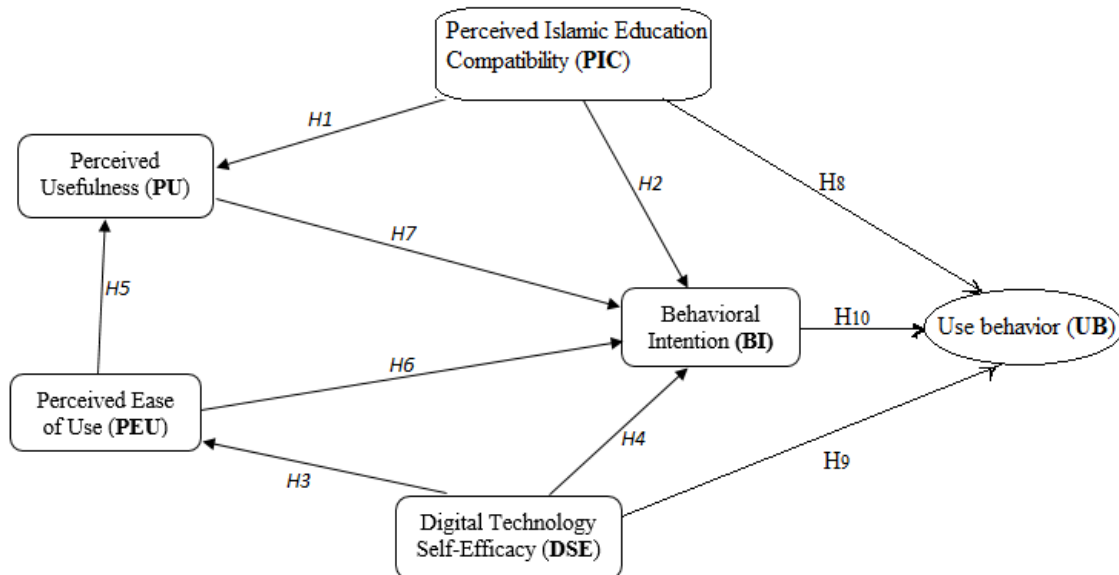 Perceived Islamic Education
Compatibility (PIC)
H1
Perceived
Usefulness (PU)
H2
H8
H7
H5
Behavioral
Intention (BI)
H10
Use behavior (UB)
H6
Perceived Ease
of Use (PEU)
H4
H9
H3
Digital Technology
Self-Efficacy (DSE)